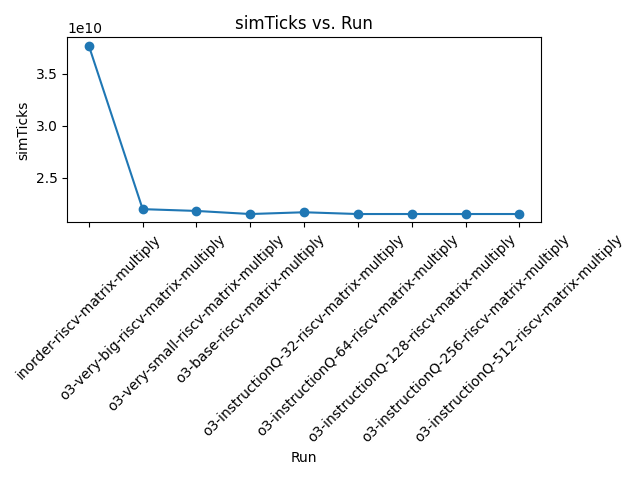 simTicks vs. Run
1e10
3.5
3.0
2.5
simTicks
inorder-riscv-matrix-multiply
o3-very-big-riscv-matrix-multiply
o3-very-small-riscv-matrix-multiply
o3-base-riscv-matrix-multiply
o3-instructionQ-32-riscv-matrix-multiply
o3-instructionQ-64-riscv-matrix-multiply
o3-instructionQ-128-riscv-matrix-multiply
o3-instructionQ-256-riscv-matrix-multiply
o3-instructionQ-512-riscv-matrix-multiply
Run